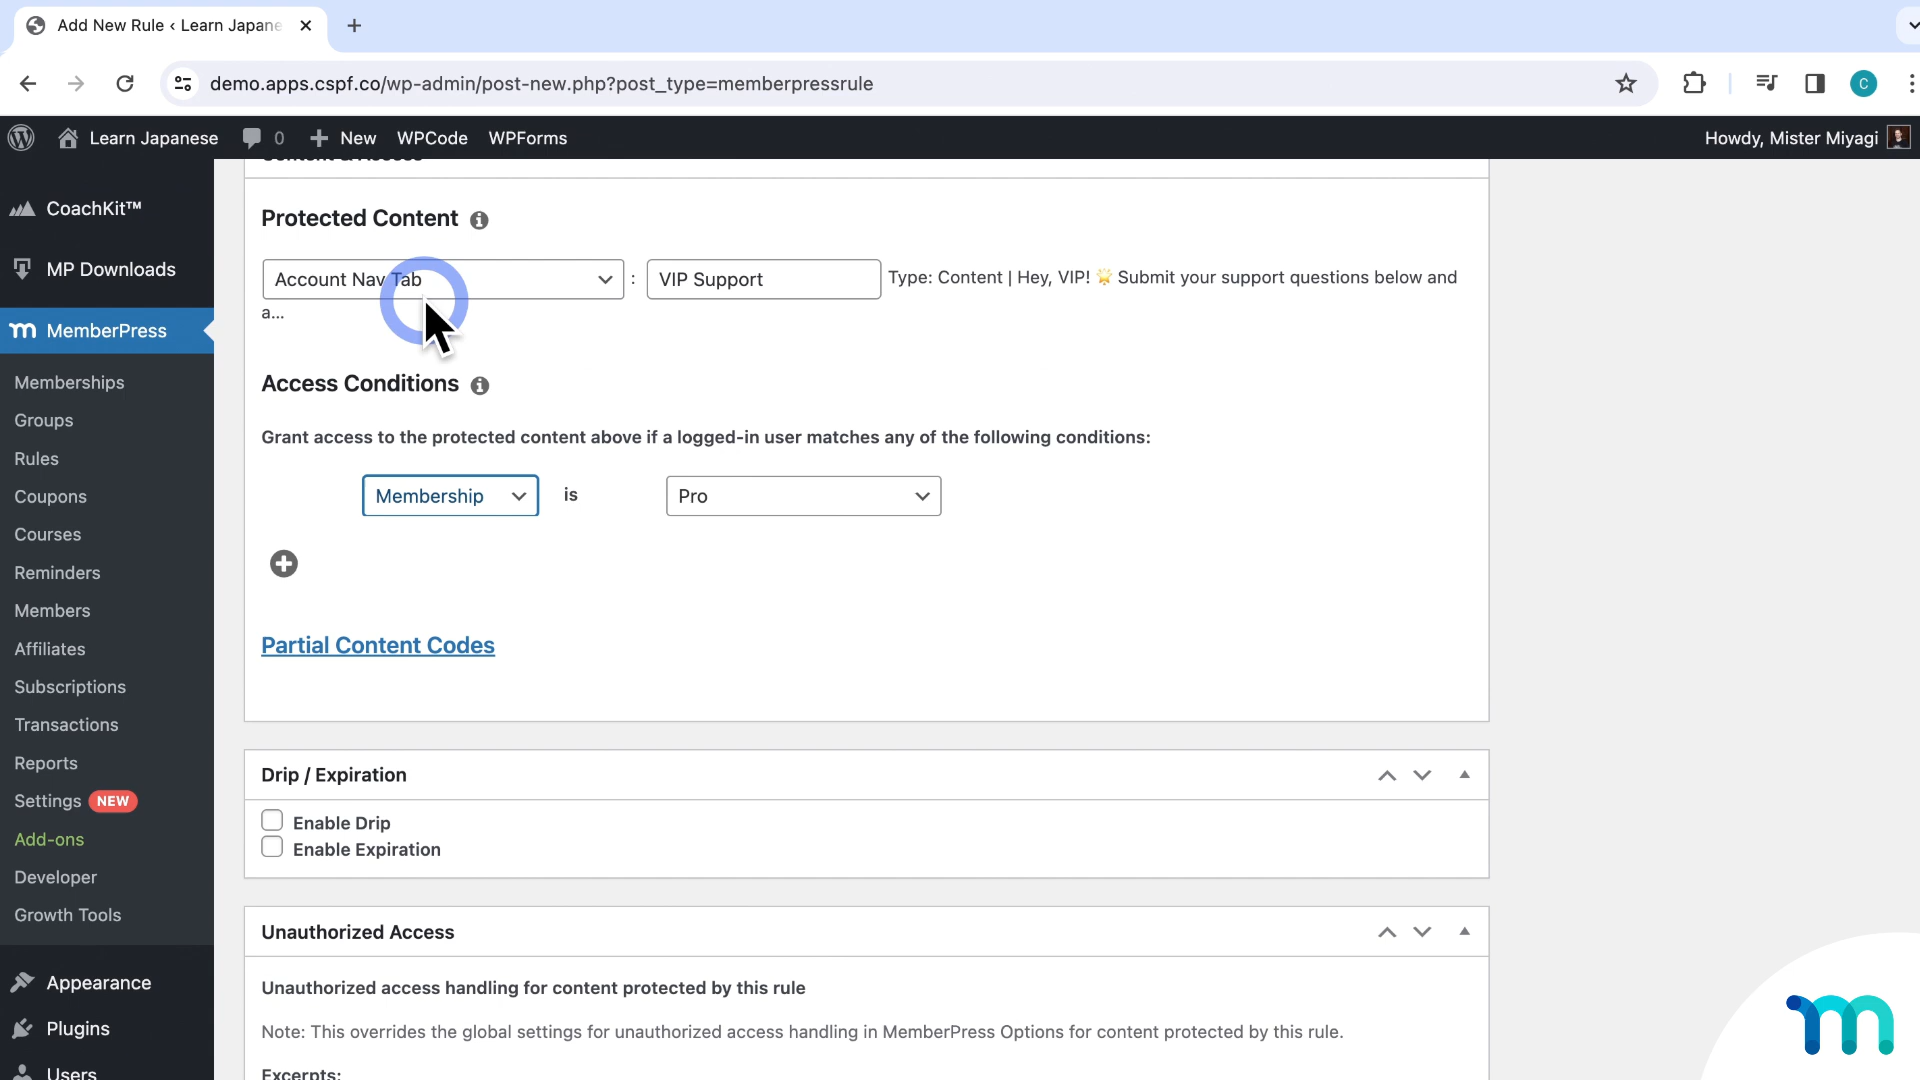 Add New Rule ‹ Learn Japane
demo.apps.cspf.co/wp-admin/post-new.php?post_type=memberpressrule
C
Learn Japanese 0 New WPCode WPForms Howdy, Mister Miyagi
Content & Access
CoachKit™
MP Downloads
MemberPress
Memberships
Groups
Rules
Coupons
Courses
Reminders
Members
Affiliates
Subscriptions
Transactions
Reports
Settings NEW
Add-ons
Developer
Growth Tools
Appearance
Plugins
Users
Protected Content
Account Nav Tab : VIP Support Type: Content | Hey, VIP! 🌟 Submit your support questions below and
a...
Access Conditions
Grant access to the protected content above if a logged-in user matches any of the following conditions:
Membership is Pro
Partial Content Codes
Drip / Expiration
Enable Drip
Enable Expiration
Unauthorized Access
Unauthorized access handling for content protected by this rule
Note: This overrides the global settings for unauthorized access handling in MemberPress Options for content protected by this rule.
Excerpts: